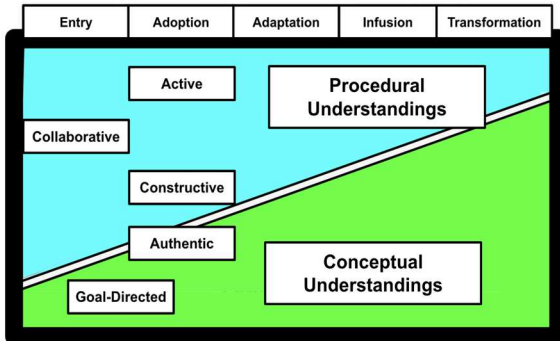 Entry Adoption Adaptation Infusion Transformation
Active
Procedural
Understandings
Collaborative
Constructive
Authentic
Conceptual
Understandings
Goal-Directed